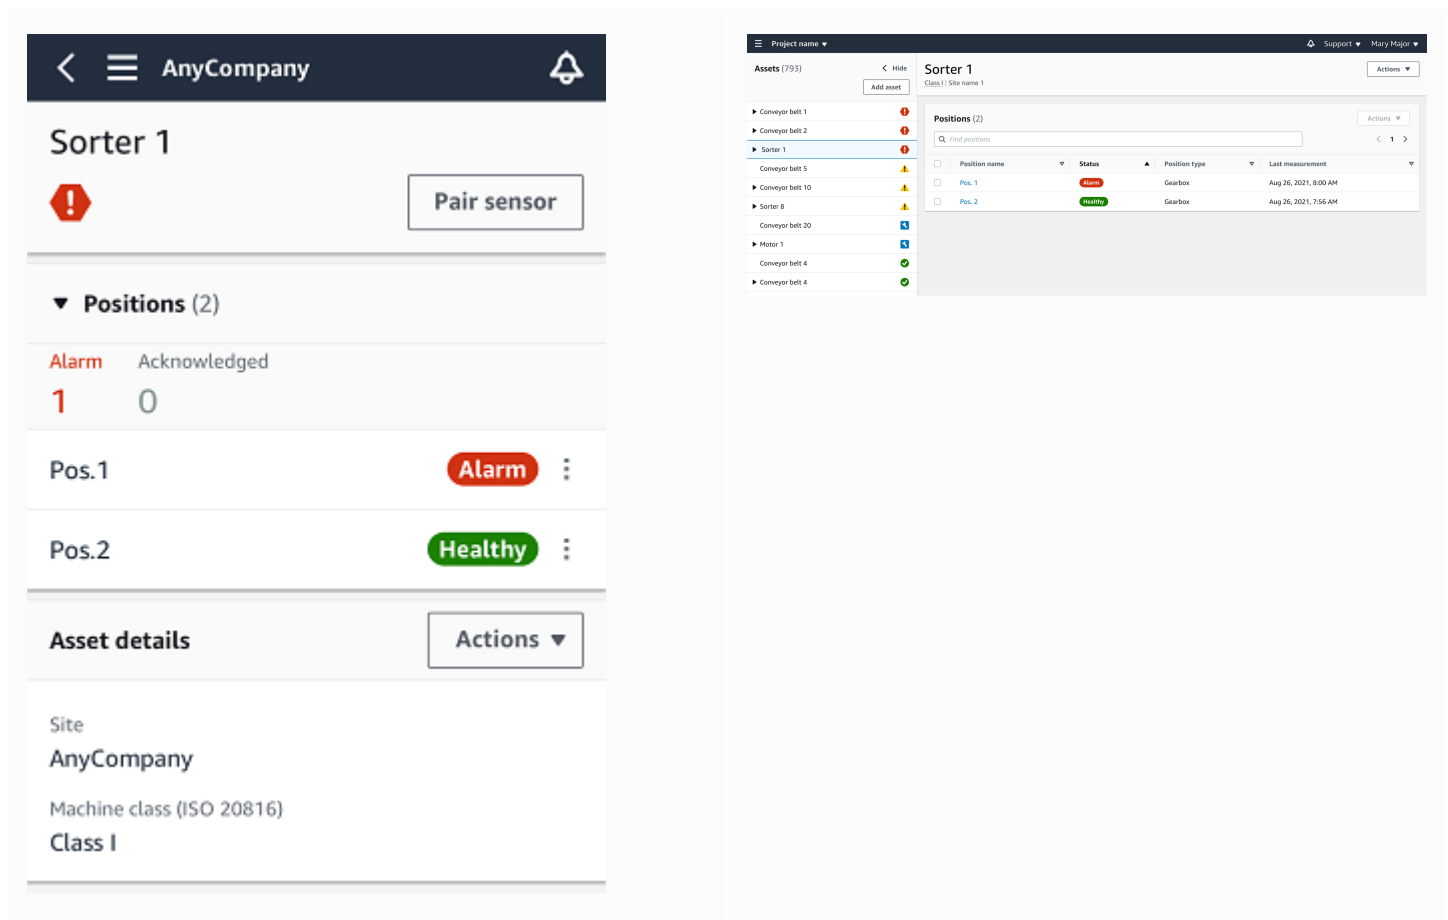 AnyCompany
Sorter 1
Pair sensor
Positions (2)
Alarm Acknowledged
1 0
Pos.1 Alarm
Pos.2 Healthy
Asset details Actions
Site
AnyCompany
Machine class (ISO 20816)
Class I
Project name Support Mary Major
Assets (793) Hide
Add asset
Conveyor belt 1
Conveyor belt 2
Sorter 1
Conveyor belt 5
Conveyor belt 10
Sorter 8
Conveyor belt 20
Motor 1
Conveyor belt 4
Conveyor belt 4
Sorter 1 Actions
Class I | Site name 1
Positions (2) Actions
Find positions 1
Position name Status Position type Last measurement
Pos. 1 Alarm Gearbox Aug 26, 2021, 8:00 AM
Pos. 2 Healthy Gearbox Aug 26, 2021, 7:56 AM